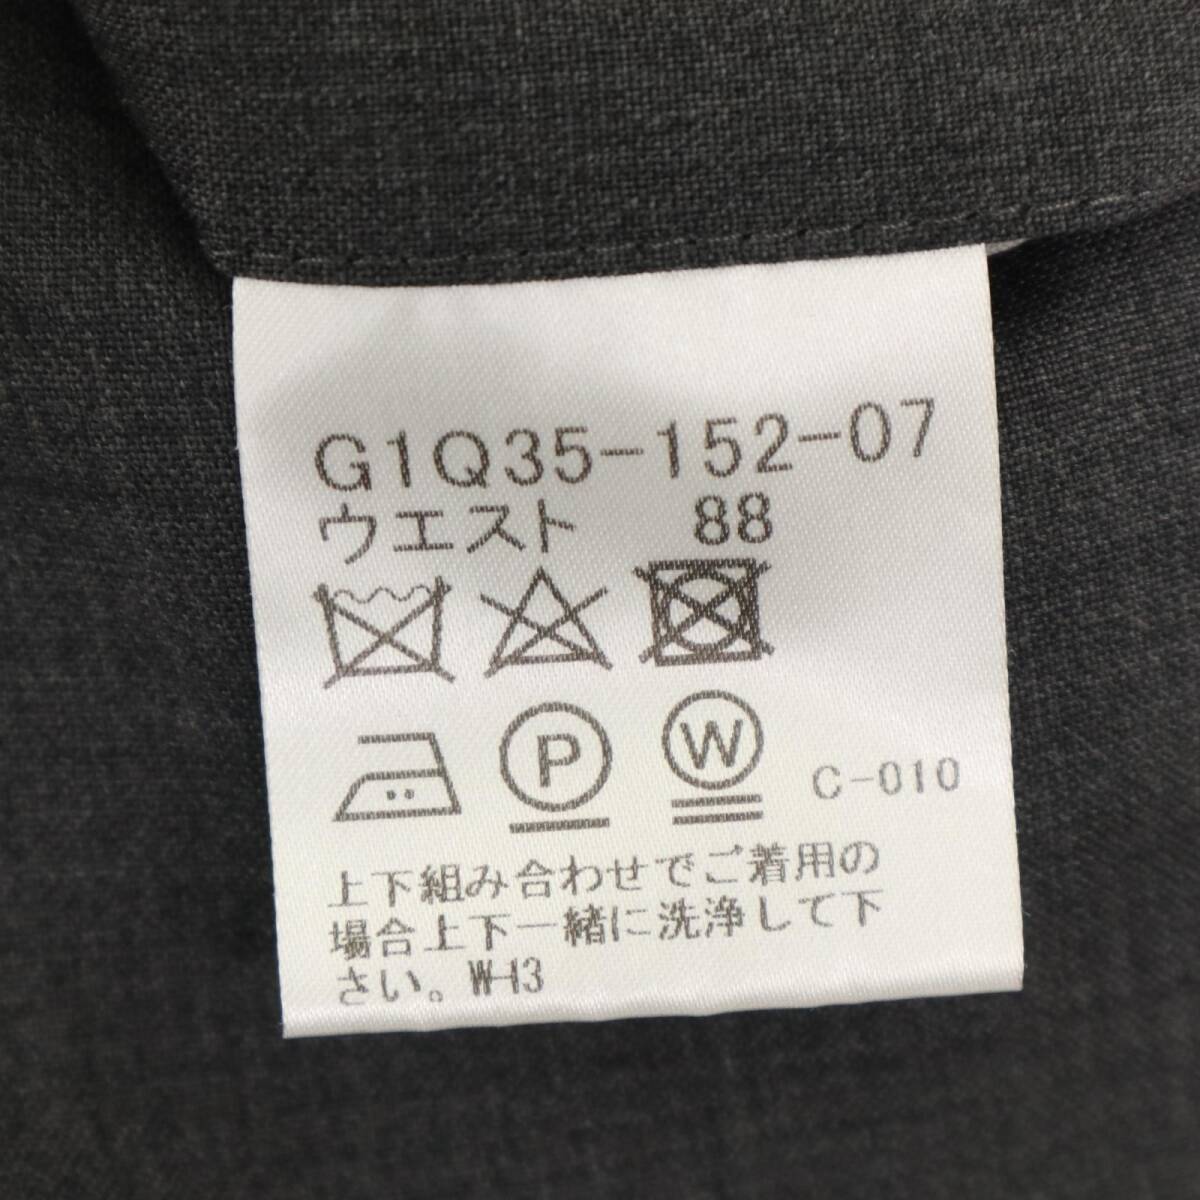 G1Q35-152-07
ウエスト 88
P W C-010
上下組み合わせでご着用の
場合上下一緒に洗浄して下
さい。W-13